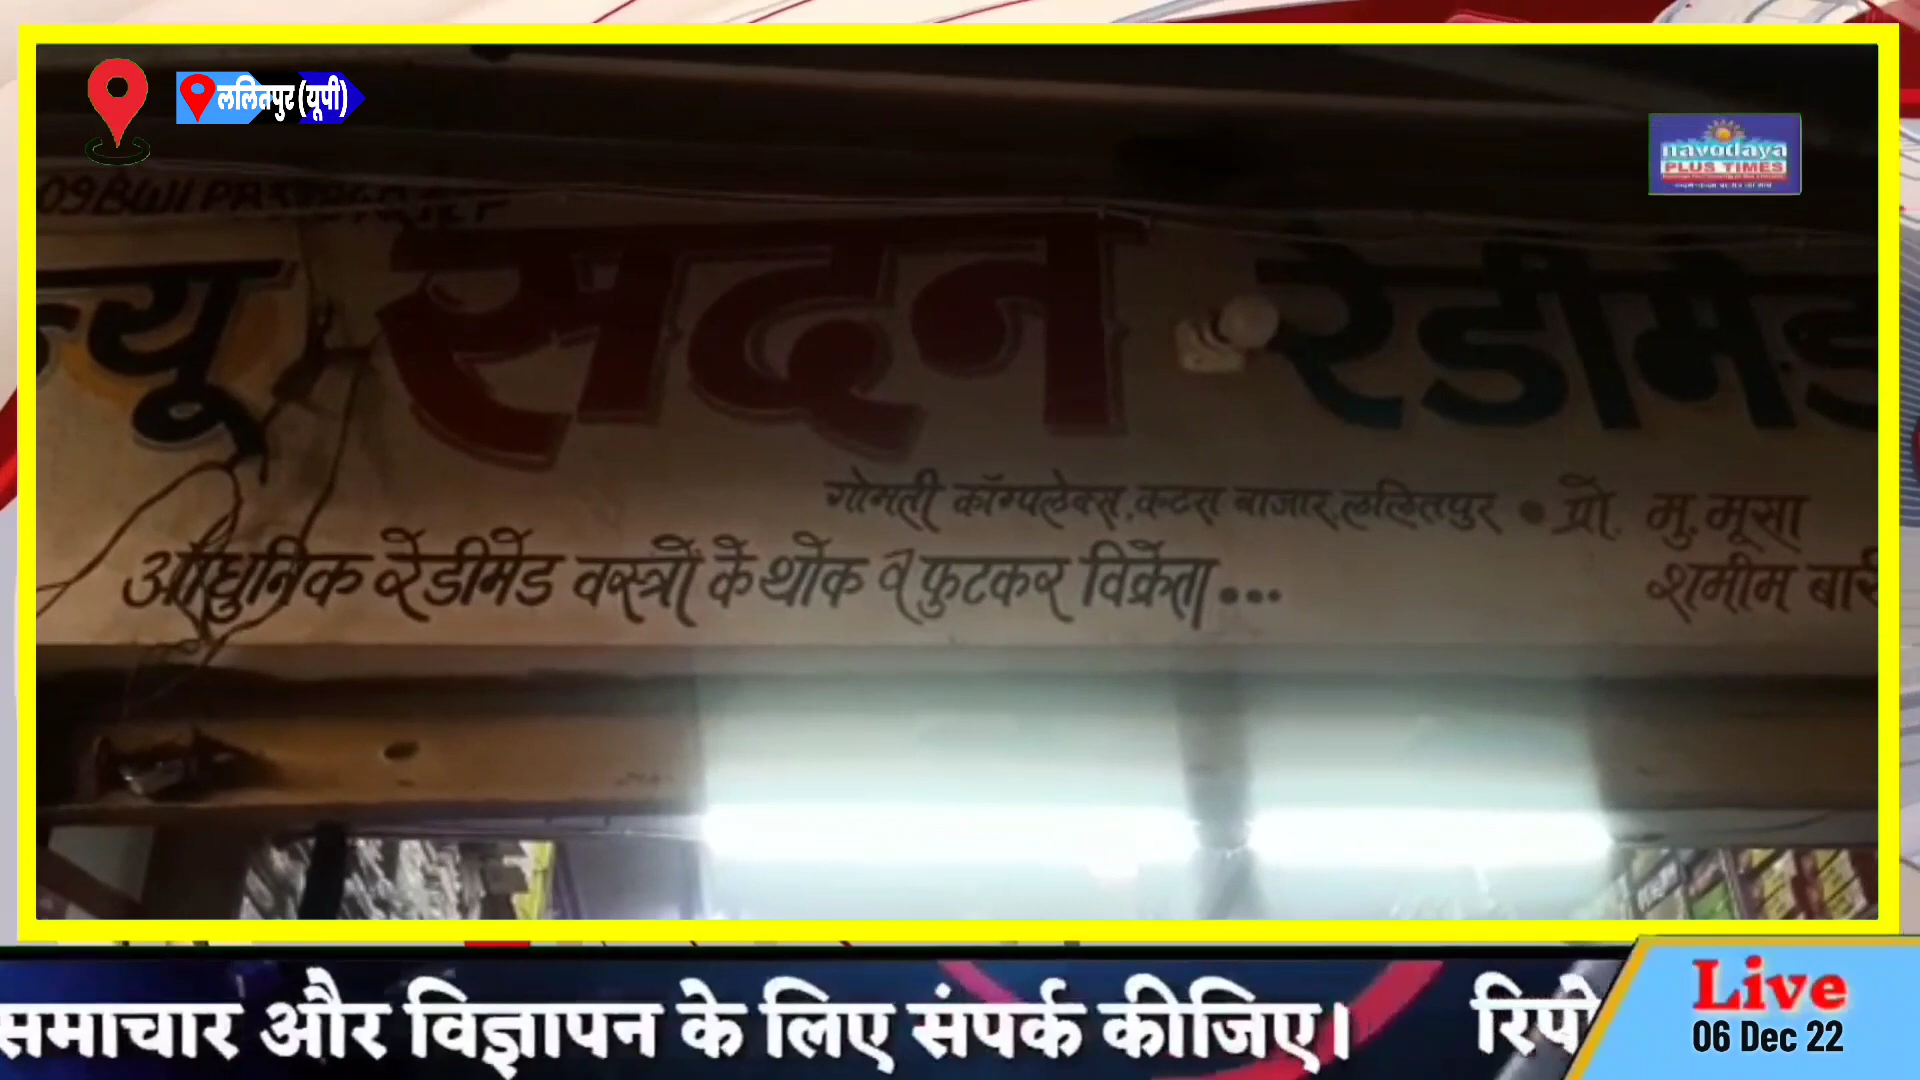 ललितपुर (यूपी)
navodaya
PLUS TIMES
न्यू सदन रेडीमेड
गोमती कॉम्पलेक्स, कटरा बाजार, ललितपुर • प्रो. मु. मूसा
आधुनिक रेडीमेड वस्त्रों के थोक व फुटकर विक्रेता...
शमीम
समाचार और विज्ञापन के लिए संपर्क कीजिए।
रिपो
Live
06 Dec 22